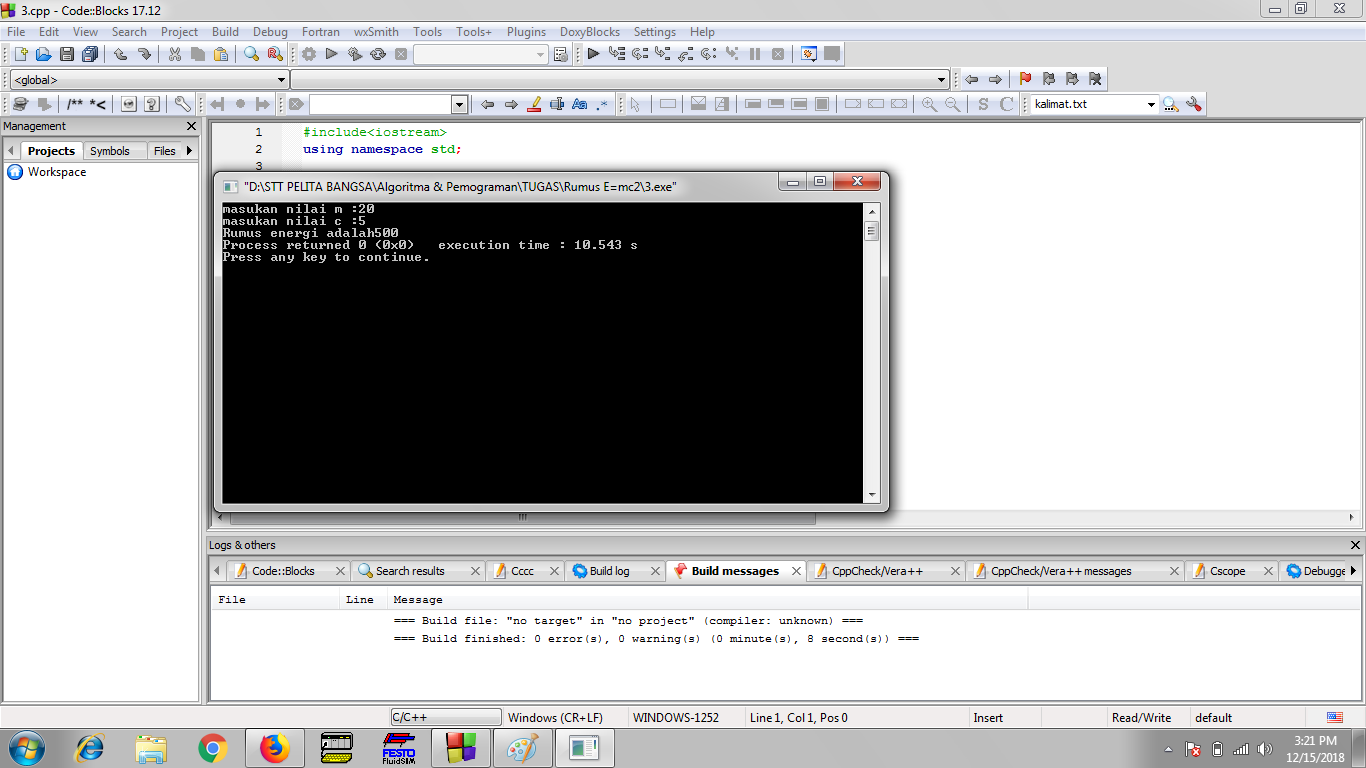 3.cpp - Code::Blocks 17.12
File Edit View Search Project Build Debug Fortran wxSmith Tools Tools+ Plugins DoxyBlocks Settings Help
<global>
/** *<
kalimat.txt
Management
Projects Symbols Files
Workspace
1 #include<iostream>
2 using namespace std;
3
"D:\STT PELITA BANGSA\Algoritma & Pemograman\TUGAS\Rumus E=mc2\3.exe"
masukan nilai m :20
masukan nilai c :5
Rumus energi adalah500
Process returned 0 (0x0)   execution time : 10.543 s
Press any key to continue.
Logs & others
Code::Blocks Search results Cccc Build log Build messages CppCheck/Vera++ CppCheck/Vera++ messages Cscope Debugge
File Line Message
=== Build file: "no target" in "no project" (compiler: unknown) ===
=== Build finished: 0 error(s), 0 warning(s) (0 minute(s), 8 second(s)) ===
C/C++ Windows (CR+LF) WINDOWS-1252 Line 1, Col 1, Pos 0 Insert Read/Write default
FESTO
FluidSIM
3:21 PM
12/15/2018